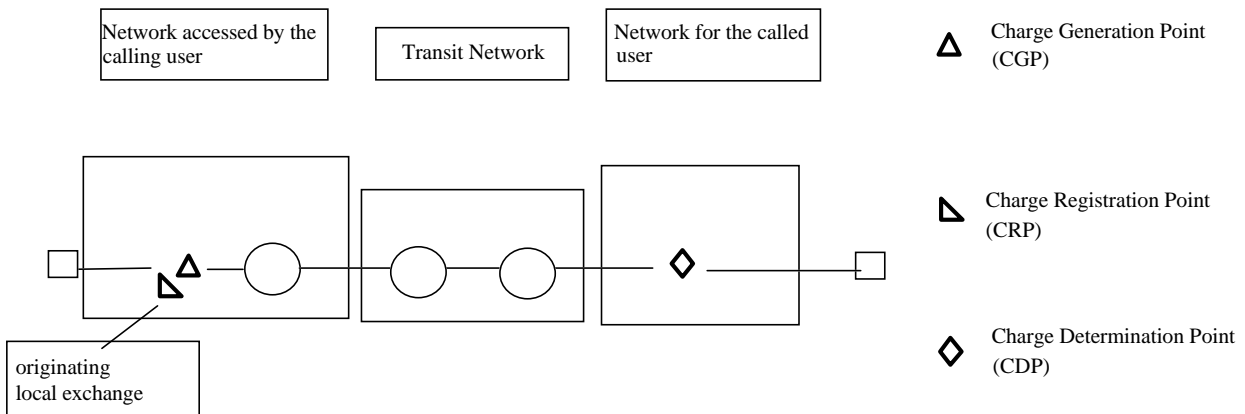 Network accessed by the
calling user
Transit Network
Network for the called
user
Charge Generation Point
(CGP)
Charge Registration Point
(CRP)
originating
local exchange
Charge Determination Point
(CDP)